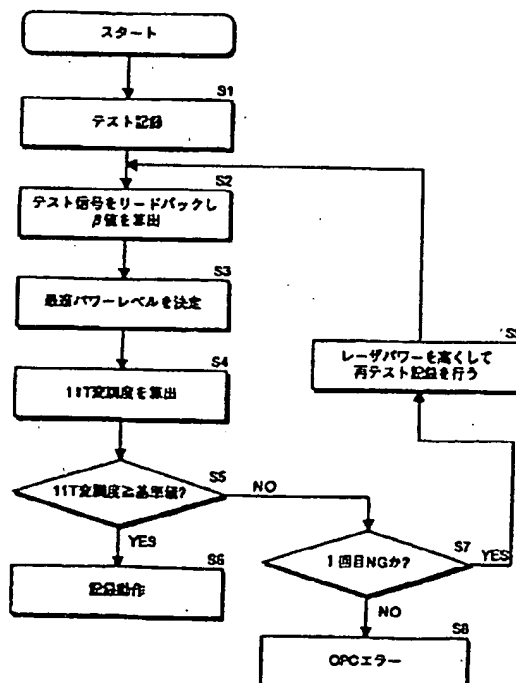 スタート
S1
テスト記録
S2
テスト信号をリードバックし
β値を算出
S3
最適パワーレベルを決定
S4
11T変調度を算出
S5
11T変調度≧基準値?
NO
YES
S6
記録動作
S7
1回目NGか?
YES
NO
S8
OPCエラー
レーザパワーを高くして
再テスト記録を行う